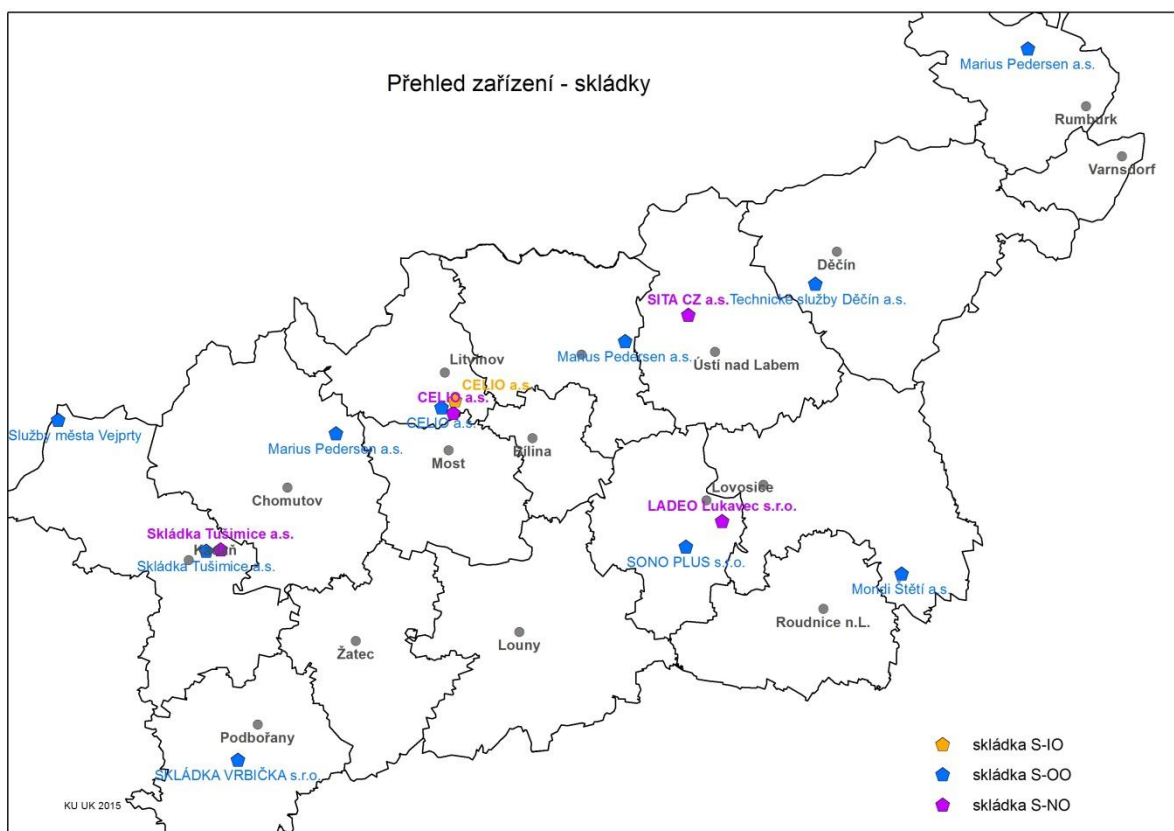 Marius Pedersen a.s.
Přehled zařízení - skládky
Rumburk
Varnsdorf
Děčín
SITA CZ a.s.
Technické služby Děčín a.s.
Marius Pedersen a.s.
Ústí nad Labem
Litvínov
CELIO a.s.
CELIO a.s.
CELIO a.s.
Služby města Vejprty
Marius Pedersen a.s.
Bílina
Most
Chomutov
Lovosice
LADEO Lukavec s.r.o.
Skládka Tušimice a.s.
Kadaň
Skládka Tušimice a.s.
SONO PLUS s.r.o.
Mondi Štětí a.s.
Roudnice n.L.
Louny
Žatec
Podbořany
SKLÁDKA VRBIČKA s.r.o.
skládka S-IO
skládka S-OO
skládka S-NO
KU UK 2015